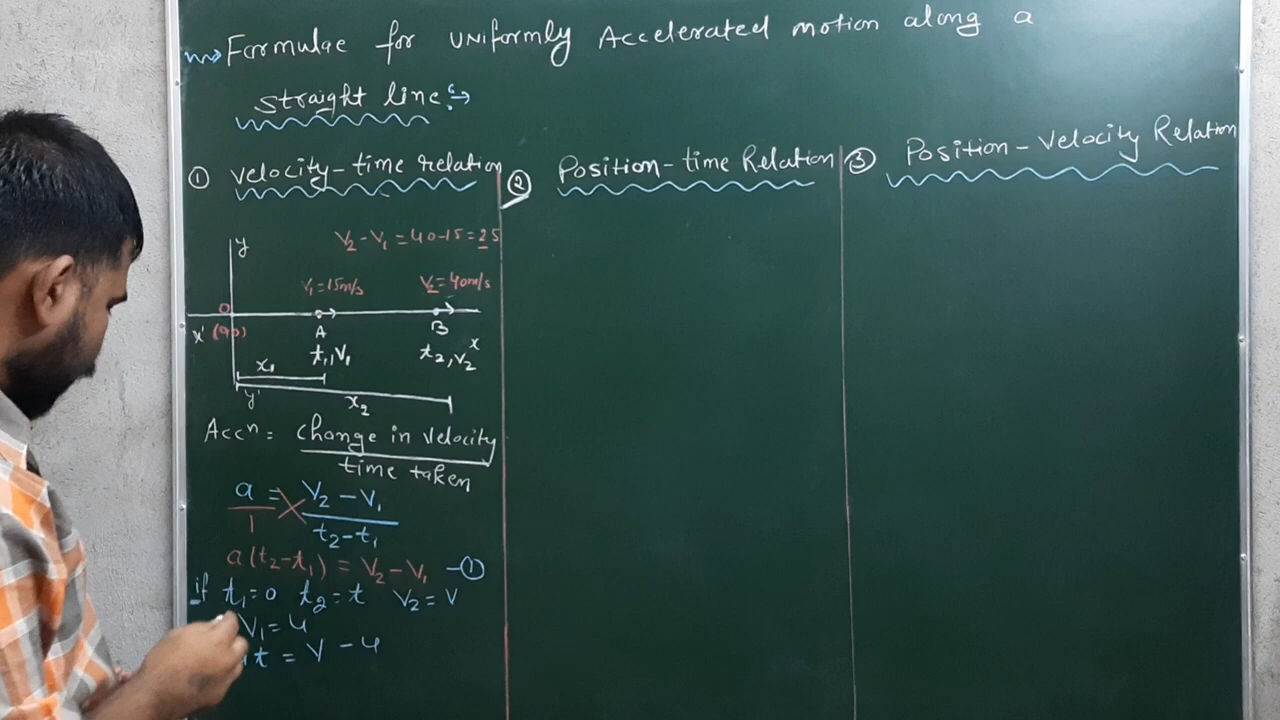 Formulae for UNiformly Accelerated motion along a
straight line:→
① velocity-time relation
y
V₂-V₁ = 40-15 = 25
V₁=15m/s V₂=40m/s
O
x' A B x
t₁,V₁ t₂,V₂
x₁
y'
x₂
Accⁿ = change in velocity
time taken
a/1 = V₂-V₁
t₂-t₁
a(t₂-t₁) = V₂-V₁ -①
if t₁=0 t₂=t V₂=V
V₁=u
t = V-u
② Position-time Relation
③ Position-Velocity Relation